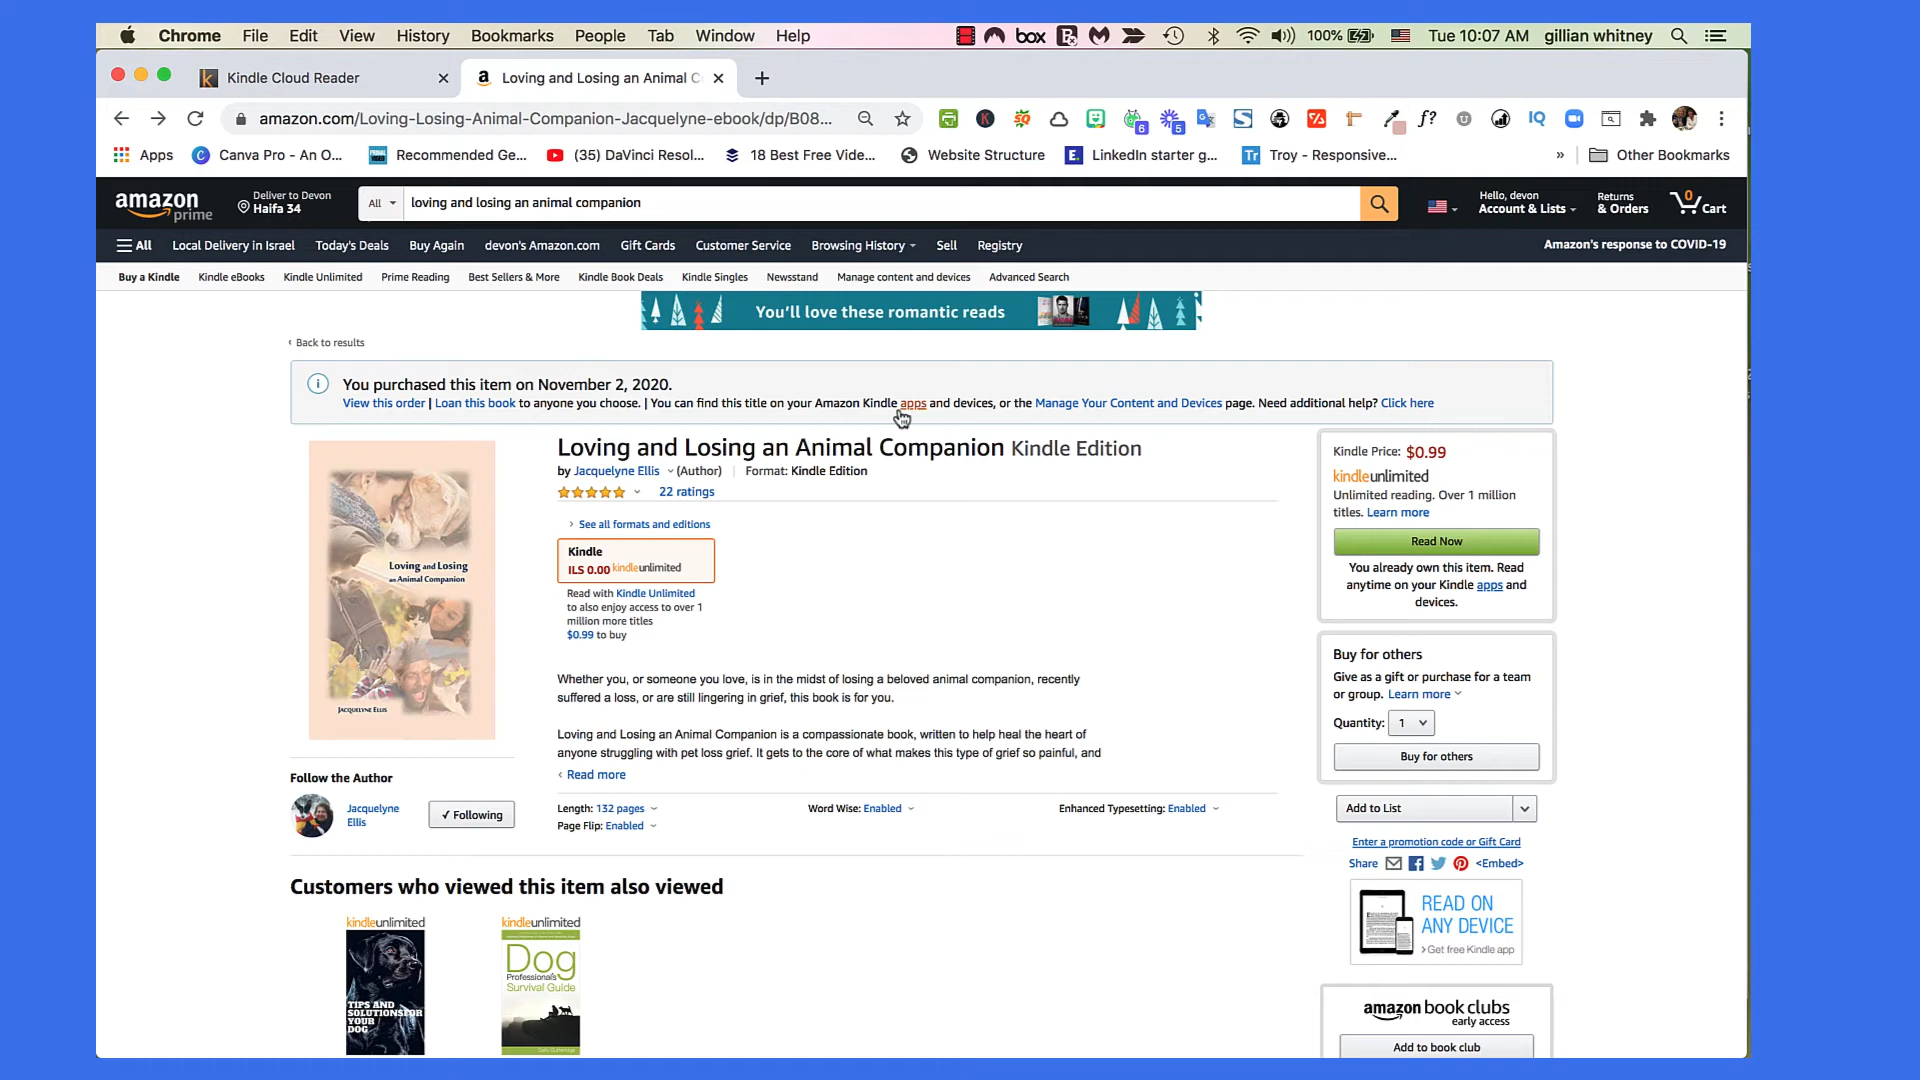 Chrome File Edit View History Bookmarks People Tab Window Help box 100% Tue 10:07 AM gillian whitney
Kindle Cloud Reader Loving and Losing an Animal C
amazon.com/Loving-Losing-Animal-Companion-Jacquelyne-ebook/dp/B08... 6 5 f? IQ
Apps Canva Pro - An O... Recommended Ge... (35) DaVinci Resol... 18 Best Free Vide... Website Structure LinkedIn starter g... Troy - Responsive... » Other Bookmarks
amazon prime Deliver to Devon Haifa 34 All loving and losing an animal companion Hello, devon Account & Lists Returns & Orders 0 Cart
All Local Delivery in Israel Today's Deals Buy Again devon's Amazon.com Gift Cards Customer Service Browsing History Sell Registry Amazon's response to COVID-19
Buy a Kindle Kindle eBooks Kindle Unlimited Prime Reading Best Sellers & More Kindle Book Deals Kindle Singles Newsstand Manage content and devices Advanced Search
You'll love these romantic reads
‹ Back to results
You purchased this item on November 2, 2020.
View this order | Loan this book to anyone you choose. | You can find this title on your Amazon Kindle apps and devices, or the Manage Your Content and Devices page. Need additional help? Click here
Loving and Losing
an Animal Companion
JACQUELYNE ELLIS
Loving and Losing an Animal Companion Kindle Edition
by Jacquelyne Ellis (Author) | Format: Kindle Edition
22 ratings
› See all formats and editions
Kindle
ILS 0.00 kindleunlimited
Read with Kindle Unlimited
to also enjoy access to over 1
million more titles
$0.99 to buy
Whether you, or someone you love, is in the midst of losing a beloved animal companion, recently
suffered a loss, or are still lingering in grief, this book is for you.
Loving and Losing an Animal Companion is a compassionate book, written to help heal the heart of
anyone struggling with pet loss grief. It gets to the core of what makes this type of grief so painful, and
‹ Read more
Length: 132 pages Word Wise: Enabled Enhanced Typesetting: Enabled
Page Flip: Enabled
Kindle Price: $0.99
kindleunlimited
Unlimited reading. Over 1 million
titles. Learn more
Read Now
You already own this item. Read
anytime on your Kindle apps and
devices.
Buy for others
Give as a gift or purchase for a team
or group. Learn more
Quantity: 1
Buy for others
Add to List
Enter a promotion code or Gift Card
Share <Embed>
READ ON
ANY DEVICE
› Get free Kindle app
amazon book clubs
early access
Add to book club
Follow the Author
Jacquelyne
Ellis
✓ Following
Customers who viewed this item also viewed
kindleunlimited kindleunlimited
TIPS AND
SOLUTIONS FOR
YOUR
DOG
Dog
Professional's
Survival Guide